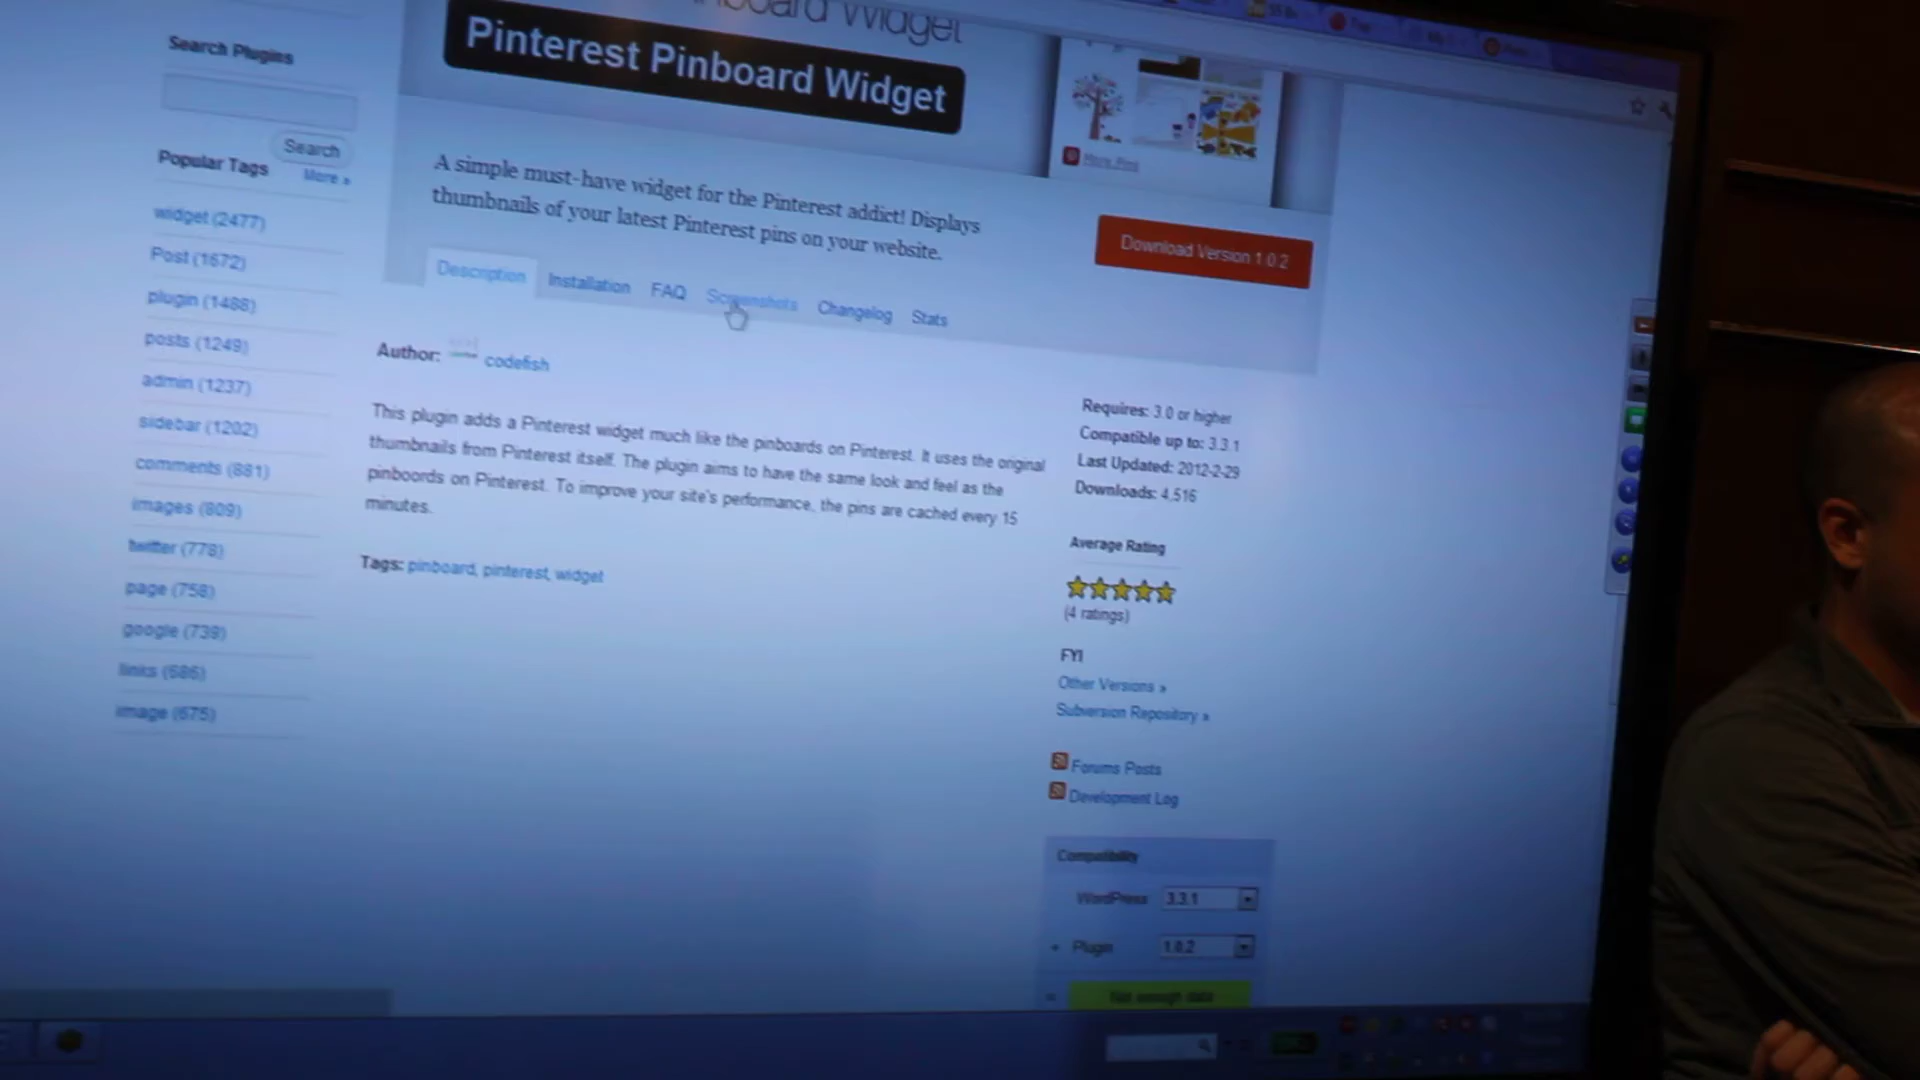 Search Plugins
Search
Popular Tags
More »
widget (2477)
Post (1672)
plugin (1488)
posts (1249)
admin (1237)
sidebar (1202)
comments (881)
images (809)
twitter (778)
page (758)
google (739)
links (686)
image (675)
Widget
Pinterest Pinboard Widget
A simple must-have widget for the Pinterest addict! Displays
thumbnails of your latest Pinterest pins on your website.
More Pins
Download Version 1.0.2
Description Installation FAQ Screenshots Changelog Stats
Author: codefish
This plugin adds a Pinterest widget much like the pinboards on Pinterest. It uses the original
thumbnails from Pinterest itself. The plugin aims to have the same look and feel as the
pinboords on Pinterest. To improve your site's performance, the pins are cached every 15
minutes.
Tags: pinboard, pinterest, widget
Requires: 3.0 or higher
Compatible up to: 3.3.1
Last Updated: 2012-2-29
Downloads: 4,516
Average Rating
(4 ratings)
FYI
Other Versions »
Subversion Repository »
Forums Posts
Development Log
Compatibility
WordPress 3.3.1
+ Plugin 1.0.2
= Not enough data